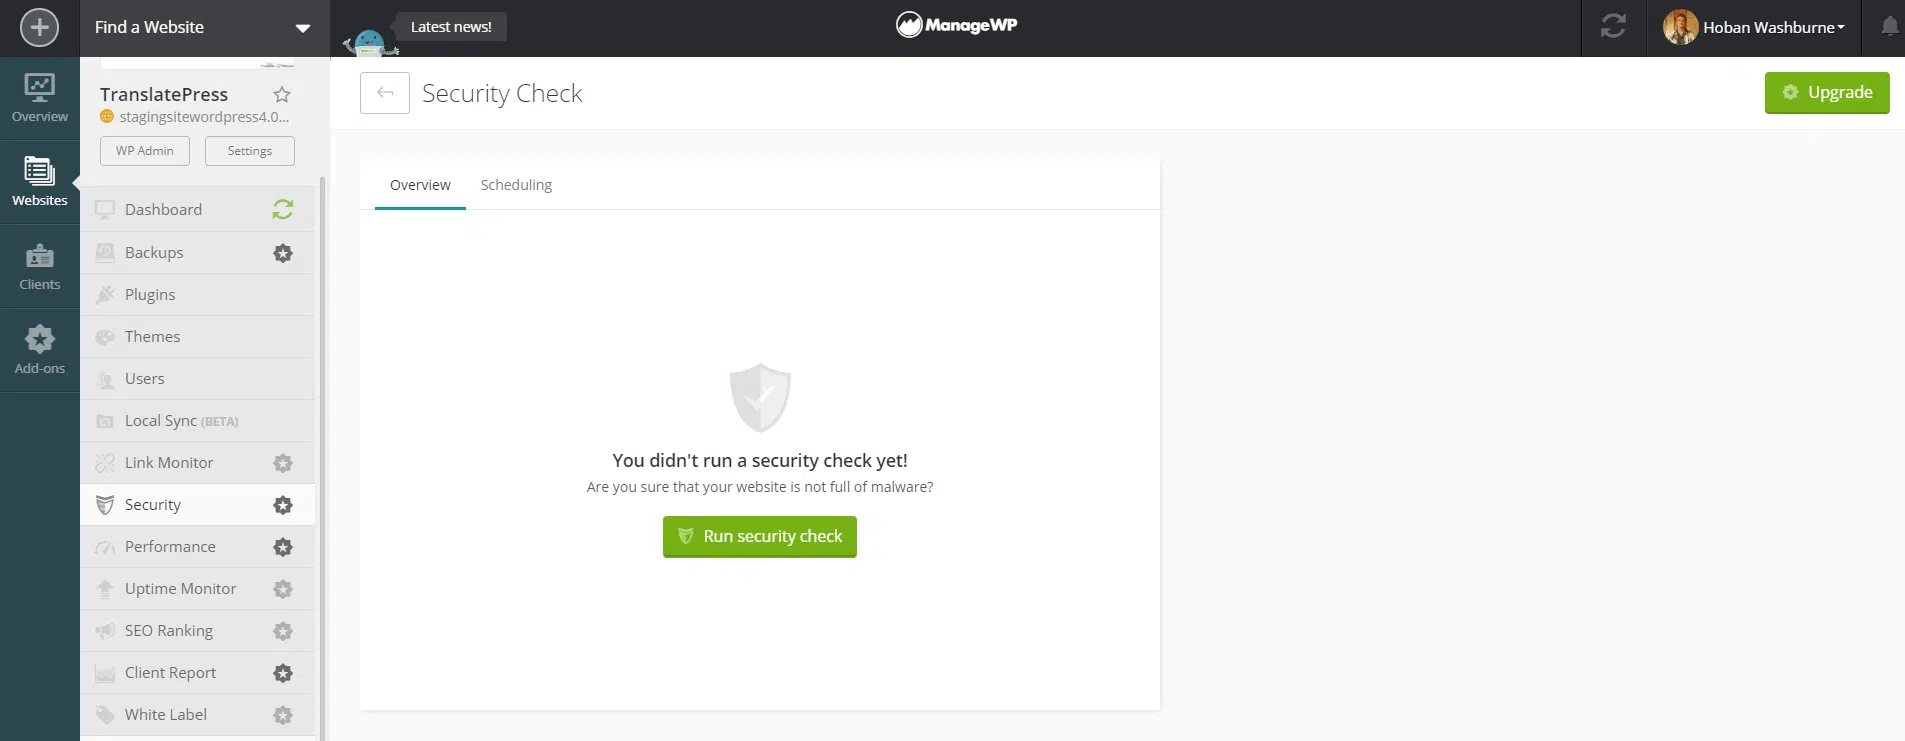 Find a Website
Latest news!
ManageWP
Hoban Washburne
Overview
Websites
Clients
Add-ons
TranslatePress
stagingsitewordpress4.0...
WP Admin
Settings
Dashboard
Backups
Plugins
Themes
Users
Local Sync (BETA)
Link Monitor
Security
Performance
Uptime Monitor
SEO Ranking
Client Report
White Label
Security Check
Upgrade
Overview
Scheduling
You didn't run a security check yet!
Are you sure that your website is not full of malware?
Run security check